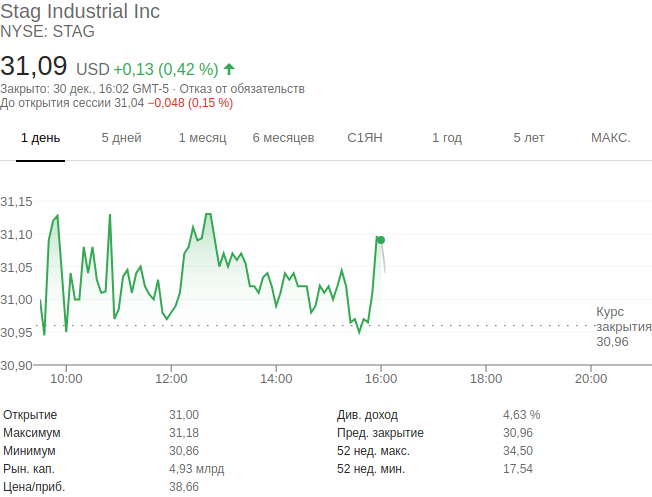 Stag Industrial Inc
NYSE: STAG
31,09 USD +0,13 (0,42 %)
Закрыто: 30 дек., 16:02 GMT-5 · Отказ от обязательств
До открытия сессии 31,04 −0,048 (0,15 %)
1 день 5 дней 1 месяц 6 месяцев С1ЯН 1 год 5 лет МАКС.
31,15
31,10
31,05
31,00
30,95
30,90
Курс
закрытия
30,96
10:00 12:00 14:00 16:00 18:00 20:00
Открытие 31,00 Див. доход 4,63 %
Максимум 31,18 Пред. закрытие 30,96
Минимум 30,86 52 нед. макс. 34,50
Рын. кап. 4,93 млрд 52 нед. мин. 17,54
Цена/приб. 38,66